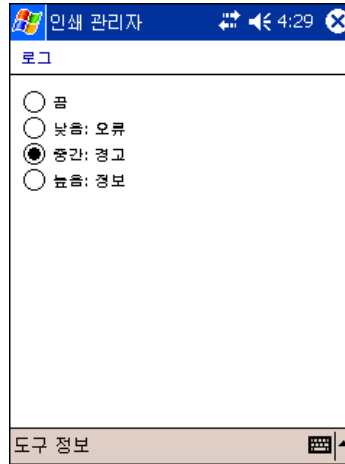 인쇄 관리자 4:29
로그
끔
낮음: 오류
중간: 경고
높음: 정보
도구 정보